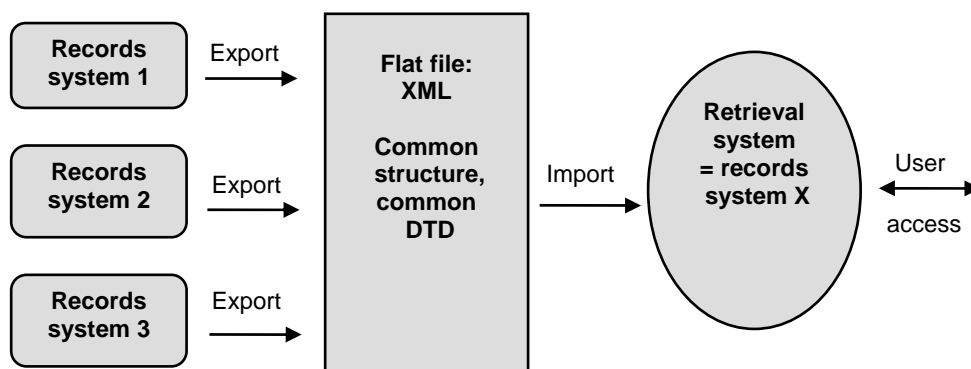 Records
system 1
Export
Records
system 2
Export
Records
system 3
Export
Flat file:
XML
Common
structure,
common
DTD
Import
Retrieval
system
= records
system X
User
access